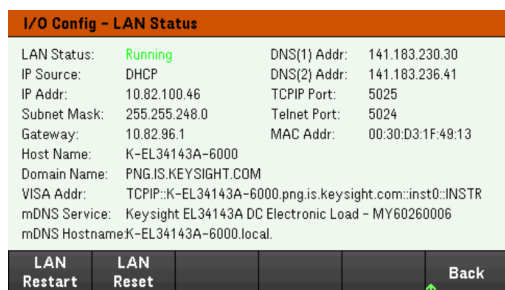 I/O Config - LAN Status
LAN Status: Running DNS(1) Addr: 141.183.230.30
IP Source: DHCP DNS(2) Addr: 141.183.236.41
IP Addr: 10.82.100.46 TCPIP Port: 5025
Subnet Mask: 255.255.248.0 Telnet Port: 5024
Gateway: 10.82.96.1 MAC Addr: 00:30:D3:1F:49:13
Host Name: K-EL34143A-6000
Domain Name: PNG.IS.KEYSIGHT.COM
VISA Addr: TCPIP::K-EL34143A-6000.png.is.keysight.com::inst0::INSTR
mDNS Service: Keysight EL34143A DC Electronic Load - MY60260006
mDNS Hostname:K-EL34143A-6000.local.
LAN Restart LAN Reset Back